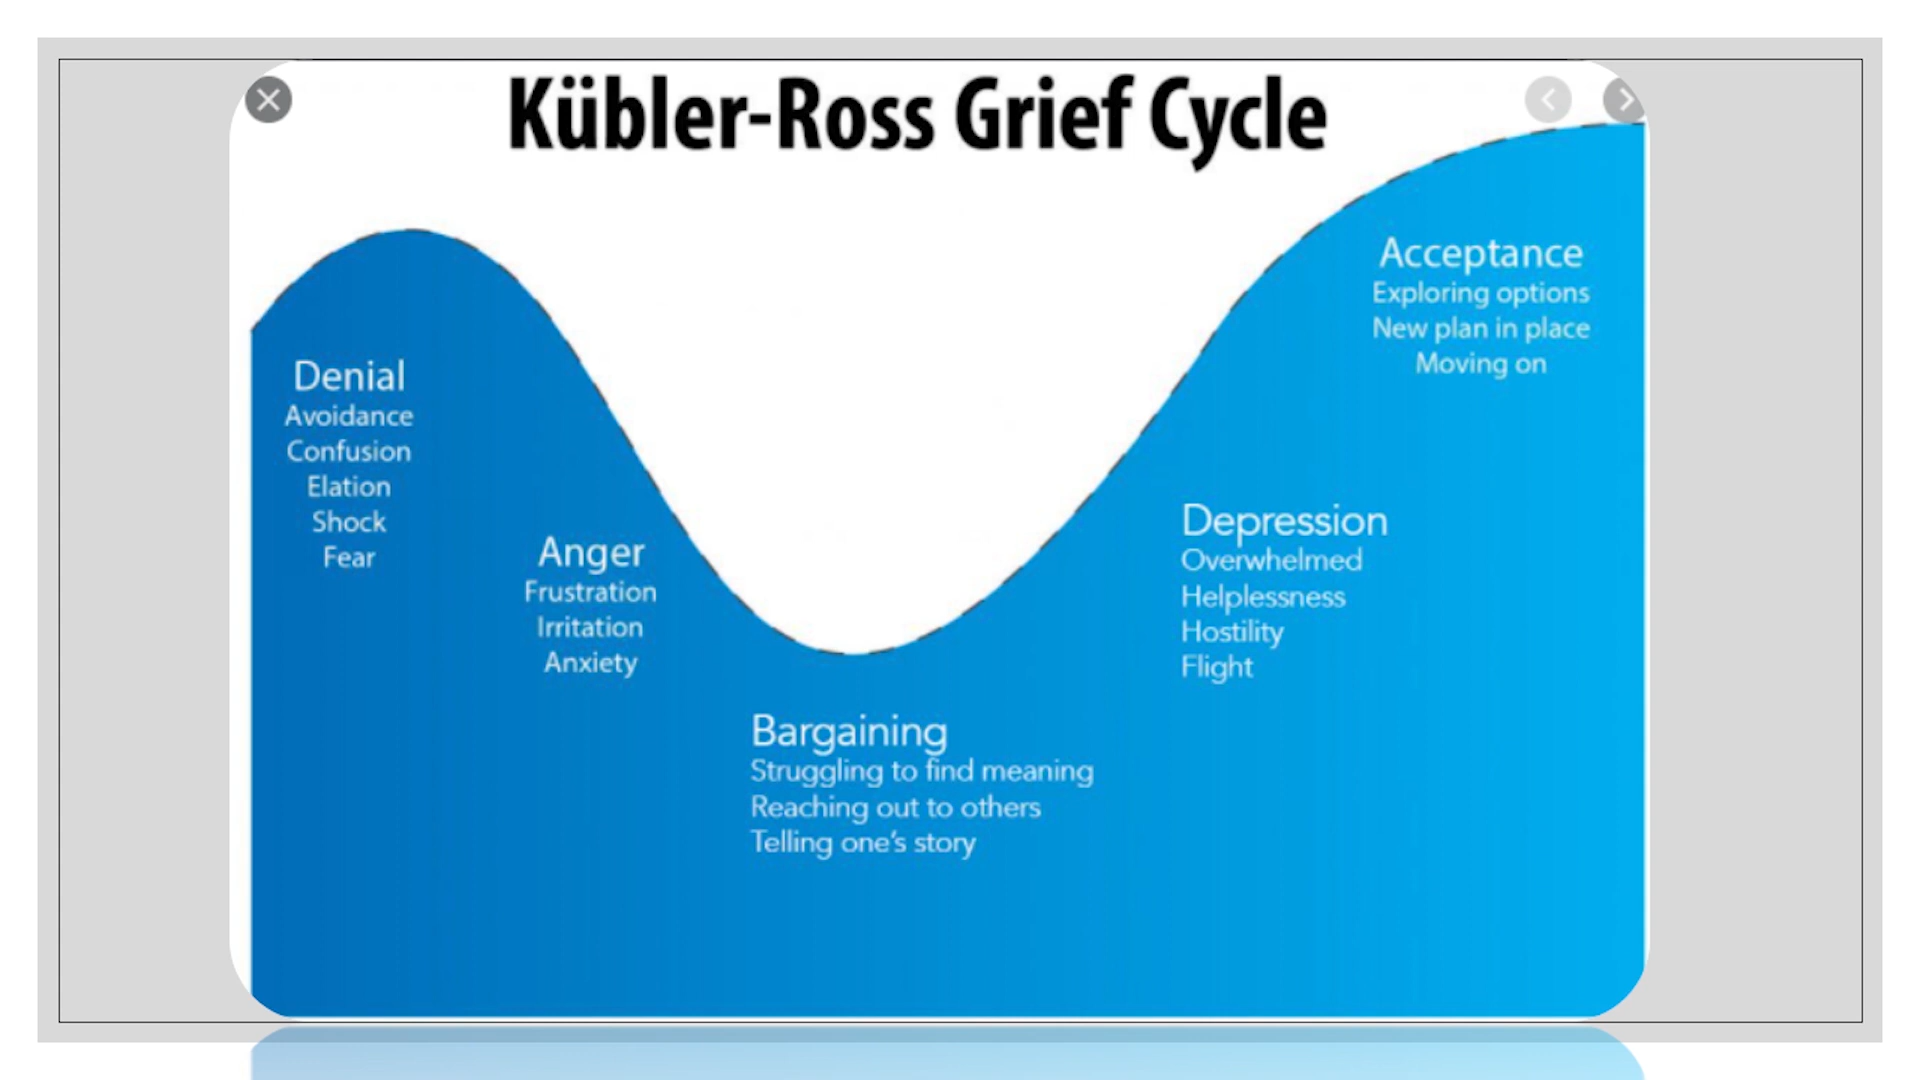 Kübler-Ross Grief Cycle
Denial
Avoidance
Confusion
Elation
Shock
Fear
Anger
Frustration
Irritation
Anxiety
Bargaining
Struggling to find meaning
Reaching out to others
Telling one's story
Depression
Overwhelmed
Helplessness
Hostility
Flight
Acceptance
Exploring options
New plan in place
Moving on